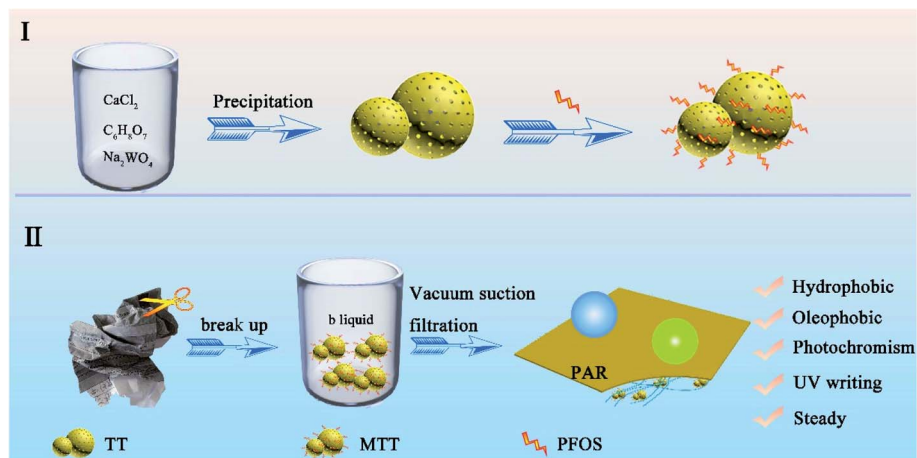 I
CaCl₂
C₆H₈O₇
Na₂WO₄
Precipitation
II
break up
b liquid
Vacuum suction
filtration
PAR
Hydrophobic
Oleophobic
Photochromism
UV writing
Steady
TT
MTT
PFOS